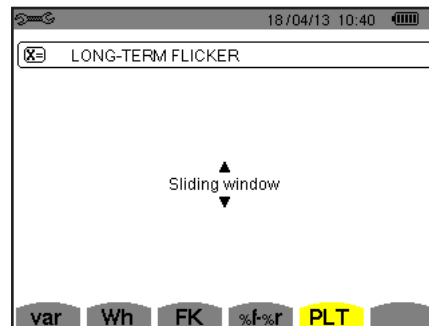 18/04/13 10:40
X= LONG-TERM FLICKER
Sliding window
var Wh FK %f-%r PLT